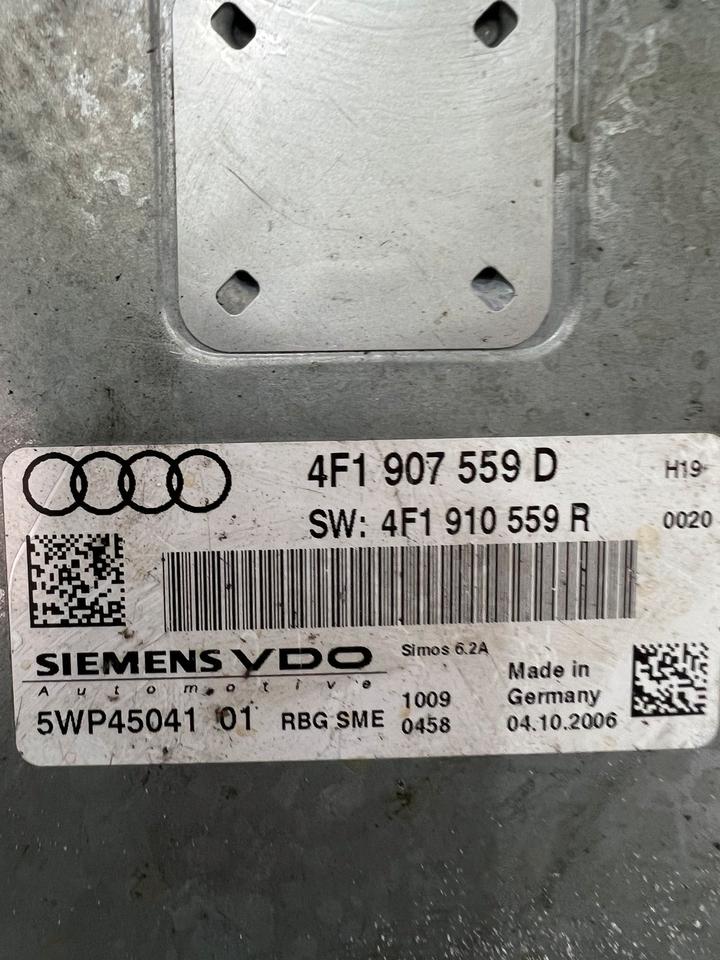 4F1 907 559 D
H19
SW: 4F1 910 559 R
0020
SIEMENS VDO
Automotive
Simos 6.2A
5WP45041 01
RBG SME
1009
0458
Made in
Germany
04.10.2006